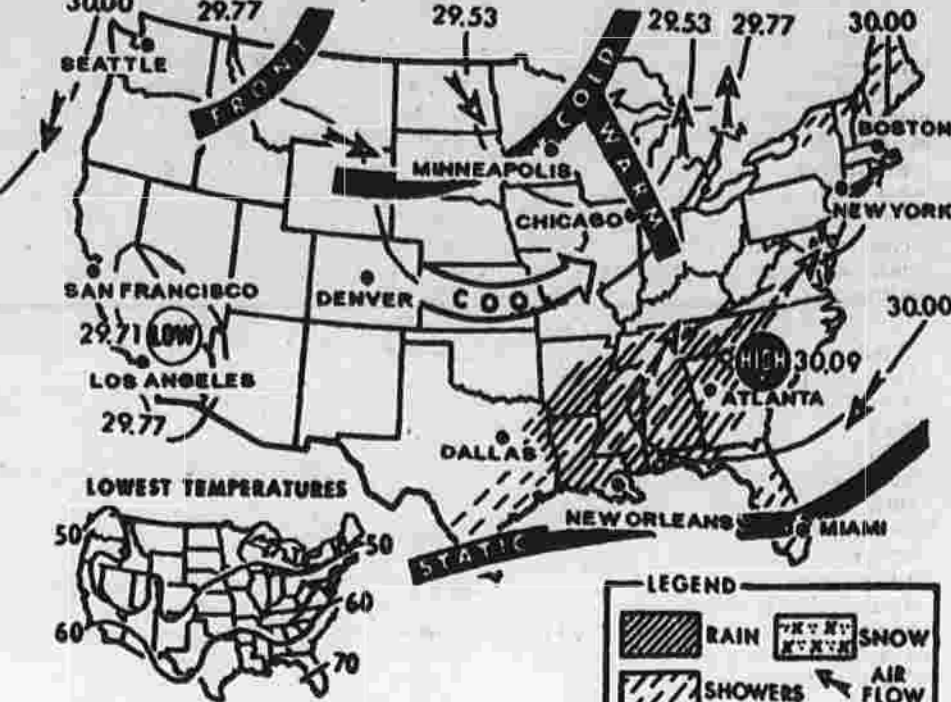 30.00
29.77
29.53
29.53
29.77
30.00
SEATTLE
FRONT
COLD
WARM
BOSTON
MINNEAPOLIS
CHICAGO
NEW YORK
SAN FRANCISCO
DENVER
COOL
30.00
29.71 LOW
HIGH 30.09
LOS ANGELES
ATLANTA
29.77
DALLAS
LOWEST TEMPERATURES
NEW ORLEANS
MIAMI
STATIC
50
50
60
60
70
LEGEND
RAIN
SNOW
SHOWERS
AIR
FLOW